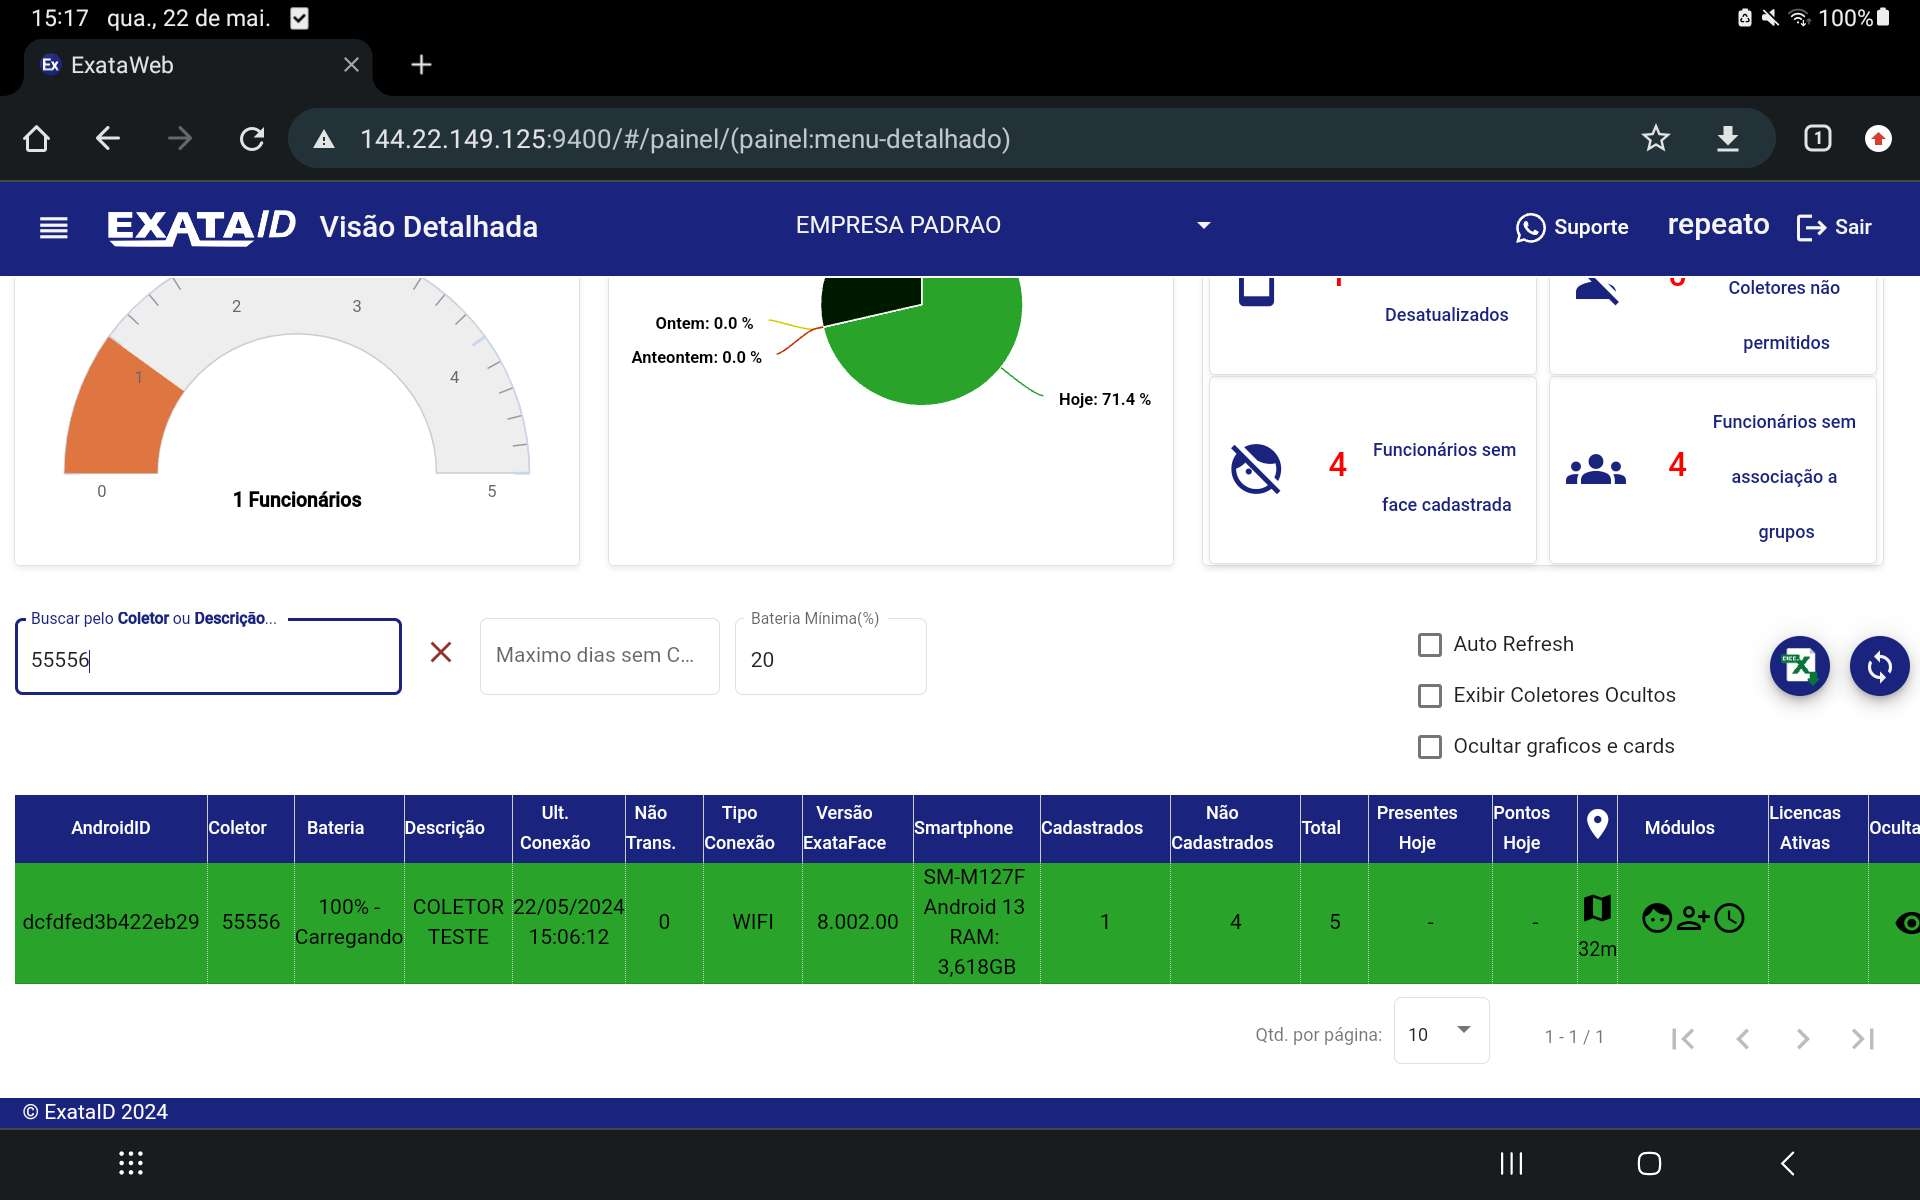 15:17 qua., 22 de mai. 100%
Ex ExataWeb
144.22.149.125:9400/#/painel/(painel:menu-detalhado) 1
EXATAID Visão Detalhada EMPRESA PADRAO Suporte repeato Sair
0 1 2 3 4 5
1 Funcionários
Ontem: 0.0 %
Anteontem: 0.0 %
Hoje: 71.4 %
Desatualizados
Coletores não
permitidos
4 Funcionários sem
face cadastrada
4 Funcionários sem
associação a
grupos
Buscar pelo Coletor ou Descrição...
55556
Maximo dias sem C...
Bateria Mínima(%)
20
Auto Refresh
Exibir Coletores Ocultos
Ocultar graficos e cards
AndroidID Coletor Bateria Descrição Ult. Conexão Não Trans. Tipo Conexão Versão ExataFace Smartphone Cadastrados Não Cadastrados Total Presentes Hoje Pontos Hoje Módulos Licencas Ativas Oculta
dcfdfed3b422eb29 55556 100% - Carregando COLETOR TESTE 22/05/2024 15:06:12 0 WIFI 8.002.00 SM-M127F Android 13 RAM: 3,618GB 1 4 5 - - 32m
Qtd. por página: 10 1 - 1 / 1
© ExataID 2024